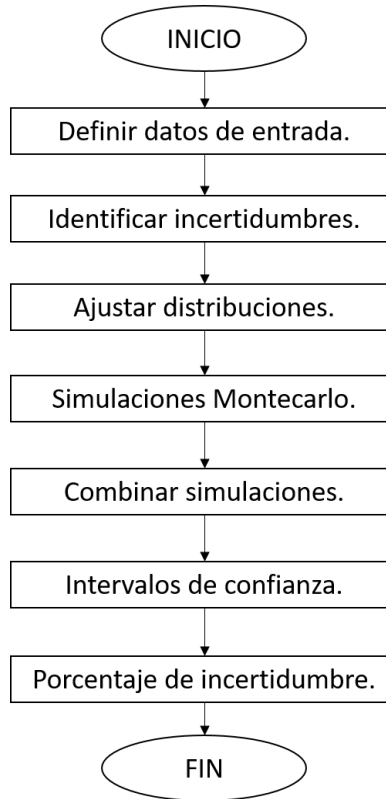 INICIO
Definir datos de entrada.
Identificar incertidumbres.
Ajustar distribuciones.
Simulaciones Montecarlo.
Combinar simulaciones.
Intervalos de confianza.
Porcentaje de incertidumbre.
FIN